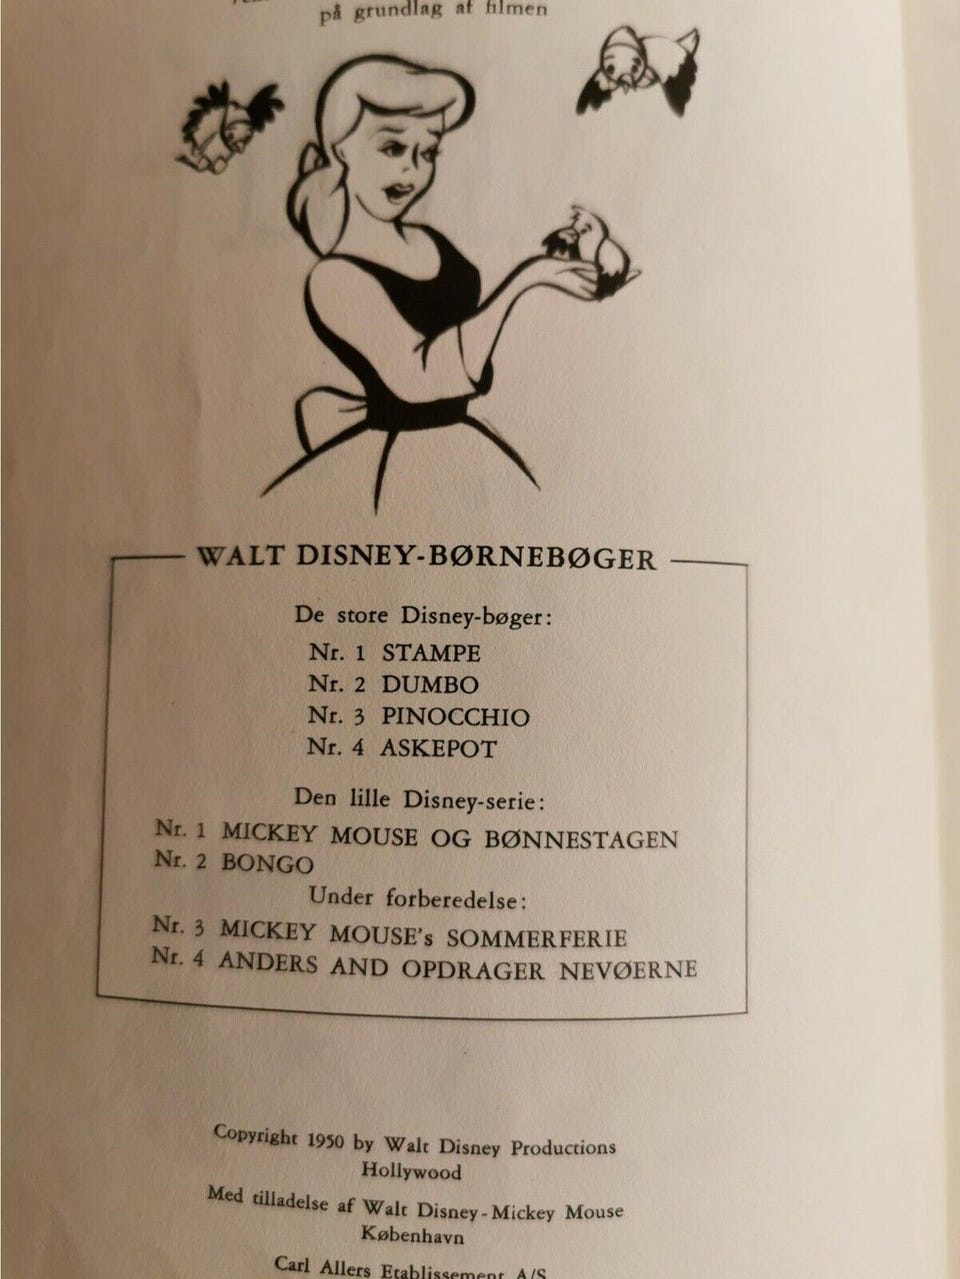 på grundlag af filmen
WALT DISNEY-BØRNEBØGER
De store Disney-bøger:
Nr. 1 STAMPE
Nr. 2 DUMBO
Nr. 3 PINOCCHIO
Nr. 4 ASKEPOT
Den lille Disney-serie:
Nr. 1 MICKEY MOUSE OG BØNNESTAGEN
Nr. 2 BONGO
Under forberedelse:
Nr. 3 MICKEY MOUSE's SOMMERFERIE
Nr. 4 ANDERS AND OPDRAGER NEVØERNE
Copyright 1950 by Walt Disney Productions
Hollywood
Med tilladelse af Walt Disney-Mickey Mouse
København
Carl Allers Etablissement A/S